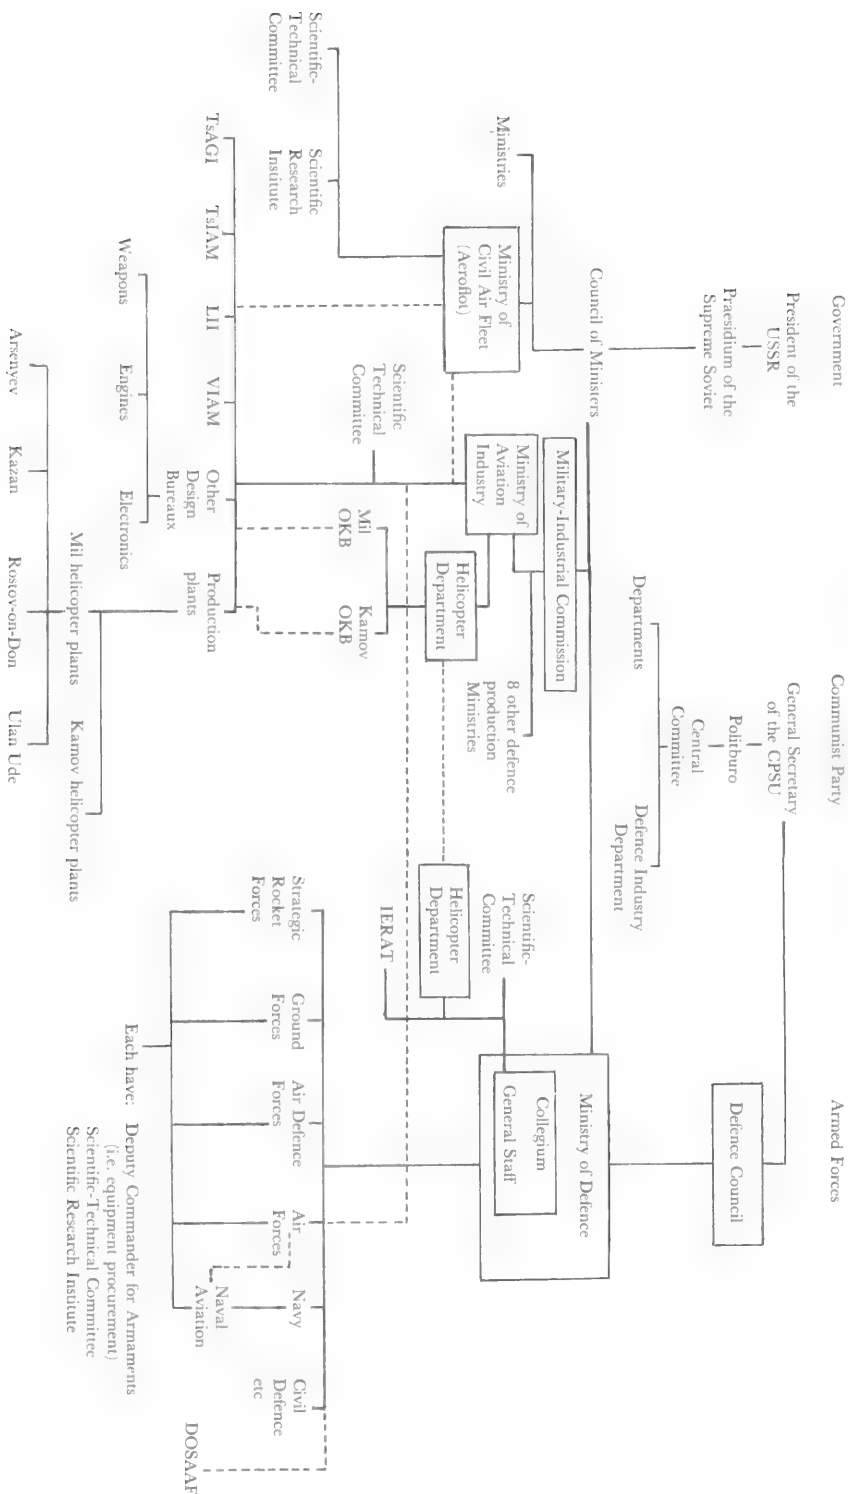 Government
Communist Party
Armed Forces
President of the
USSR
Praesidium of the
Supreme Soviet
General Secretary
of the CPSU
Politburo
Central
Committee
Departments
Defence Industry
Department
Defence Council
Council of Ministers
Ministries
Military-Industrial Commission
Ministry of Defence
Collegium
General Staff
Ministry of
Civil Air Fleet
(Aeroflot)
Ministry of
Aviation
Industry
8 other defence
production
Ministries
Scientific-
Technical
Committee
Helicopter
Department
Helicopter
Department
IERAT
Scientific
Technical
Committee
Mil
OKB
Kamov
OKB
Scientific-
Technical
Committee
Scientific
Research
Institute
TsAGI
TsIAM
LII
VIAM
Other
Design
Bureaux
Production
plants
Weapons
Engines
Electronics
Mil helicopter plants
Kamov helicopter plants
Arsenyev
Kazan
Rostov-on-Don
Ulan Ude
Strategic
Rocket
Forces
Ground
Forces
Air Defence
Forces
Air
Forces
Navy
Naval
Aviation
Civil
Defence
etc
DOSAAF
Each have: Deputy Commander for Armaments
(i.e. equipment procurement)
Scientific-Technical Committee
Scientific Research Institute